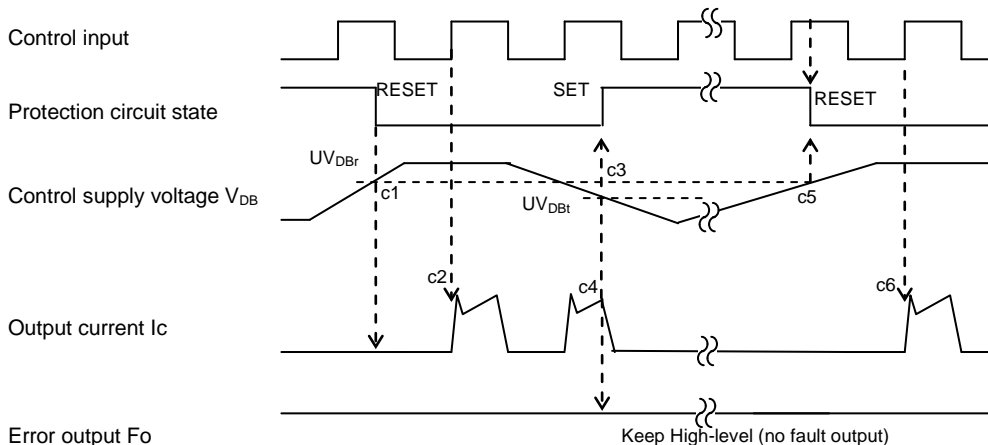 Control input
RESET
SET
Protection circuit state
RESET
UVDBr
c3
Control supply voltage VDB
c1
c5
UVDBt
c2
c4
c6
Output current Ic
Error output Fo
Keep High-level (no fault output)